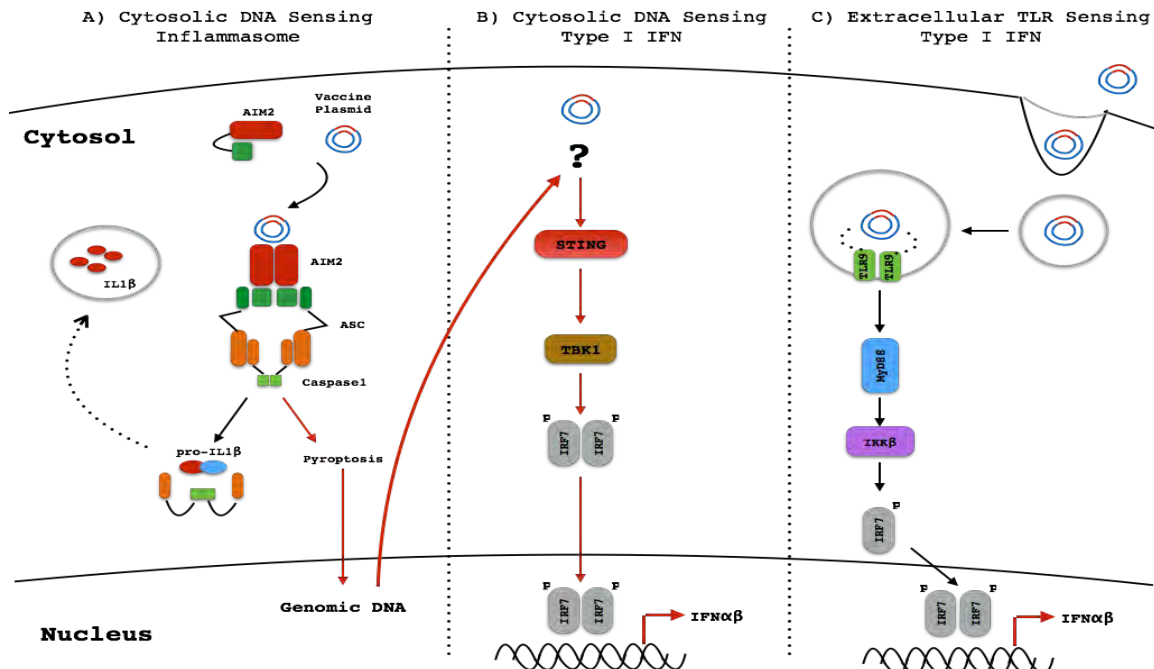 A) Cytosolic DNA Sensing
Inflammasome
B) Cytosolic DNA Sensing
Type I IFN
C) Extracellular TLR Sensing
Type I IFN
Cytosol
AIM2
Vaccine
Plasmid
AIM2
ASC
Caspase1
IL1β
pro-IL1β
Pyroptosis
Genomic DNA
Nucleus
?
STING
TBK1
P
P
IRF7
IRF7
P
P
IRF7
IRF7
IFNαβ
TLR9
TLR9
MyD88
IKKβ
P
IRF7
P
P
IRF7
IRF7
IFNαβ